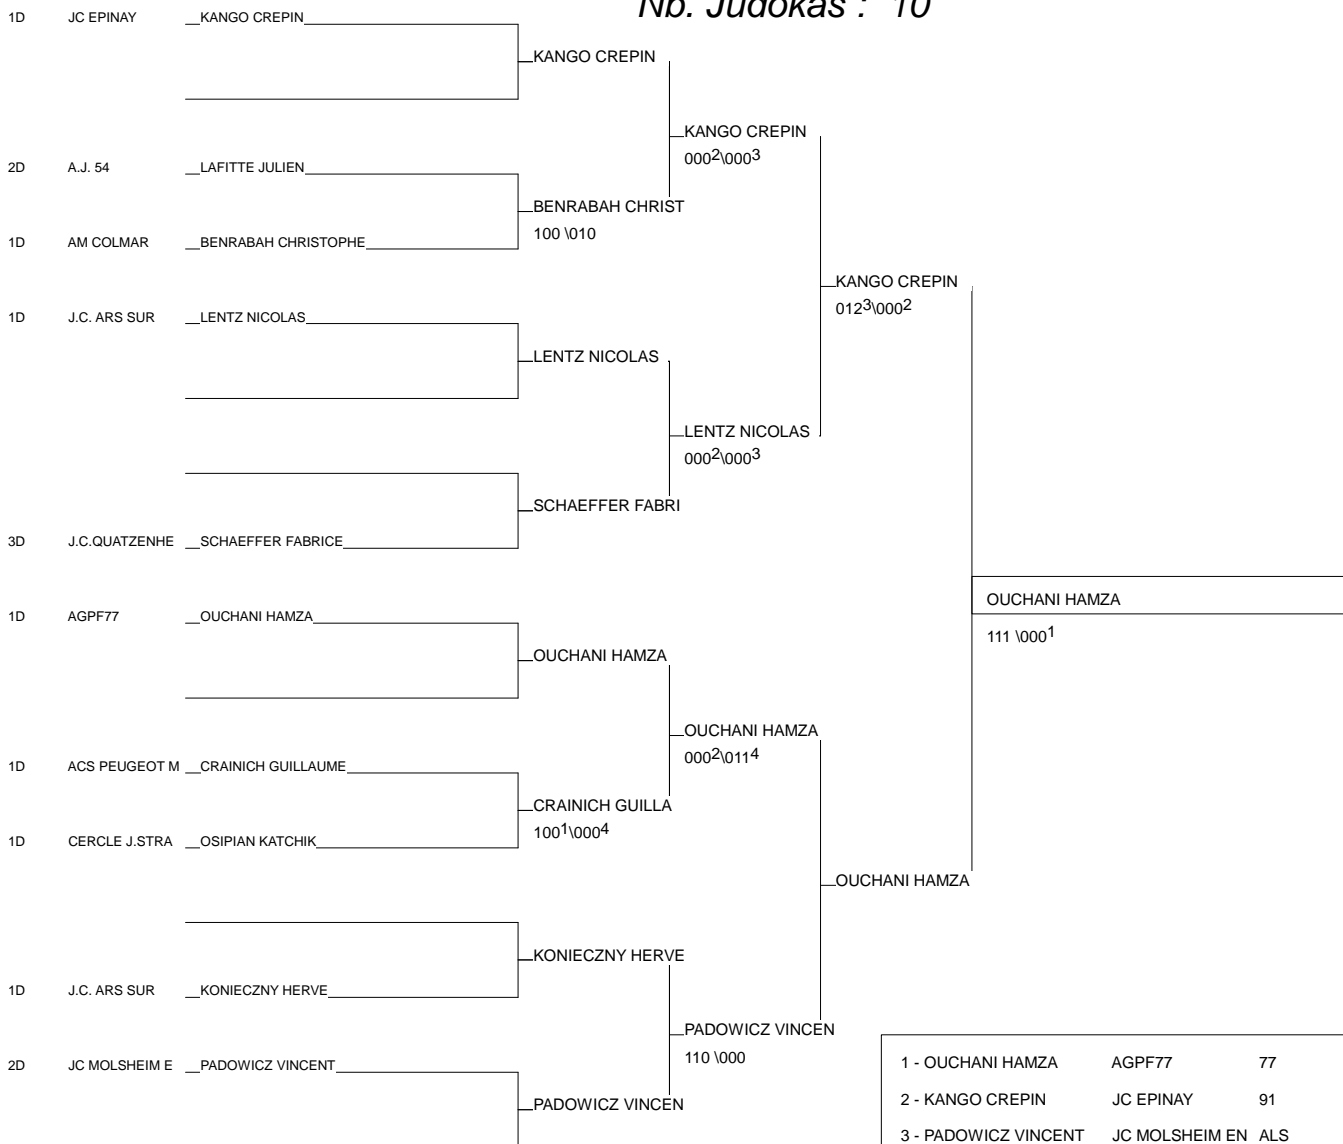 Nb. Judokas : 10
1D JC EPINAY KANGO CREPIN
KANGO CREPIN
KANGO CREPIN
000²\000³
2D A.J. 54 LAFITTE JULIEN
BENRABAH CHRIST
100 \010
1D AM COLMAR BENRABAH CHRISTOPHE
KANGO CREPIN
012³\000²
1D J.C. ARS SUR LENTZ NICOLAS
LENTZ NICOLAS
LENTZ NICOLAS
000²\000³
SCHAEFFER FABRI
3D J.C.QUATZENHE SCHAEFFER FABRICE
OUCHANI HAMZA
111 \000¹
1D AGPF77 OUCHANI HAMZA
OUCHANI HAMZA
OUCHANI HAMZA
000²\011⁴
1D ACS PEUGEOT M CRAINICH GUILLAUME
CRAINICH GUILLA
100¹\000⁴
1D CERCLE J.STRA OSIPIAN KATCHIK
OUCHANI HAMZA
KONIECZNY HERVE
1D J.C. ARS SUR KONIECZNY HERVE
PADOWICZ VINCEN
110 \000
2D JC MOLSHEIM E PADOWICZ VINCENT
PADOWICZ VINCEN
1 - OUCHANI HAMZA AGPF77 77
2 - KANGO CREPIN JC EPINAY 91
3 - PADOWICZ VINCENT JC MOLSHEIM EN ALS